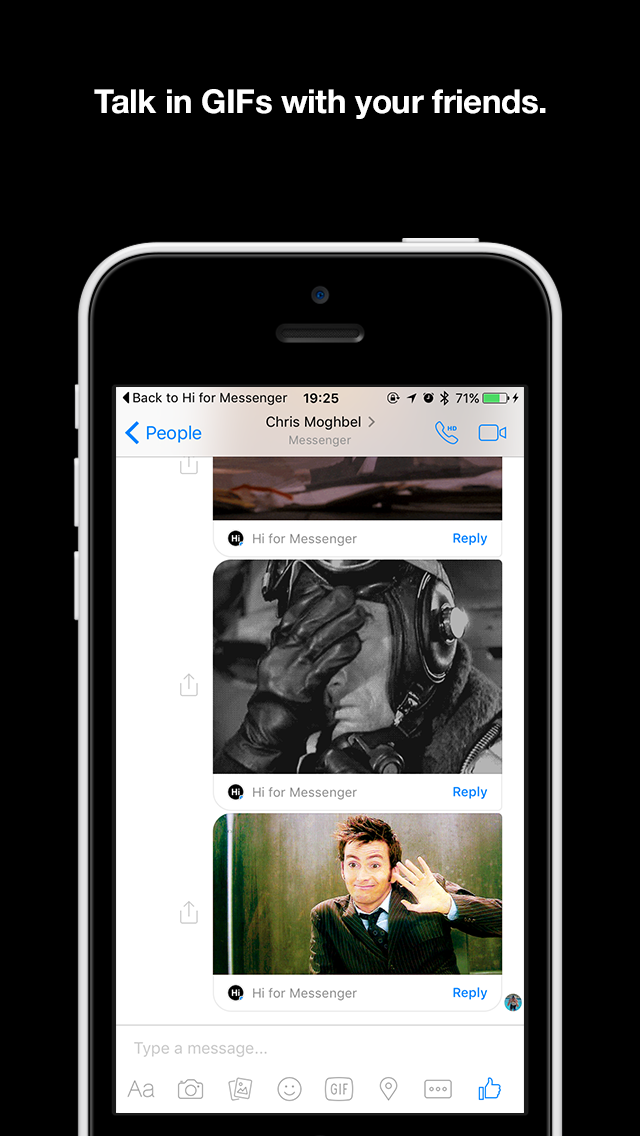 Talk in GIFs with your friends.
Back to Hi for Messenger 19:25 71%
People Chris Moghbel HD
Messenger
Hi Hi for Messenger Reply
Hi Hi for Messenger Reply
Hi Hi for Messenger Reply
Type a message...
Aa GIF